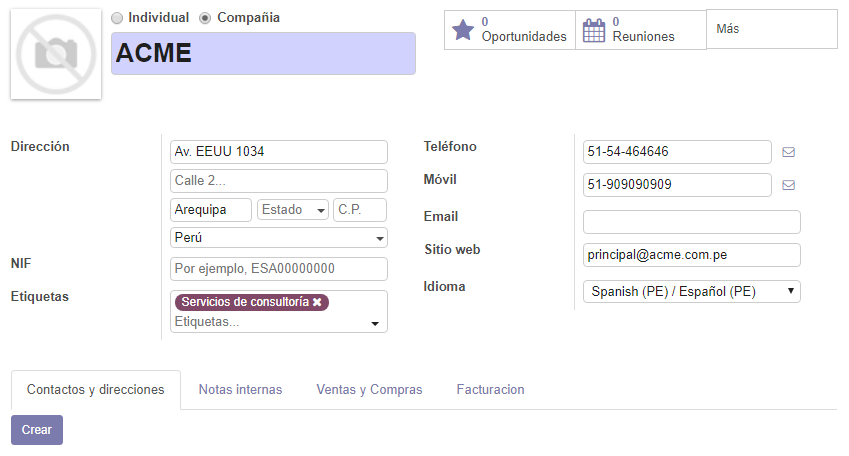 Individual Compañia
ACME
0
Oportunidades
0
Reuniones
Más
Dirección
Av. EEUU 1034
Calle 2...
Arequipa Estado C.P.
Perú
NIF
Por ejemplo, ESA00000000
Etiquetas
Servicios de consultoría ✖
Etiquetas...
Teléfono
51-54-464646
Móvil
51-909090909
Email
Sitio web
principal@acme.com.pe
Idioma
Spanish (PE) / Español (PE)
Contactos y direcciones Notas internas Ventas y Compras Facturacion
Crear